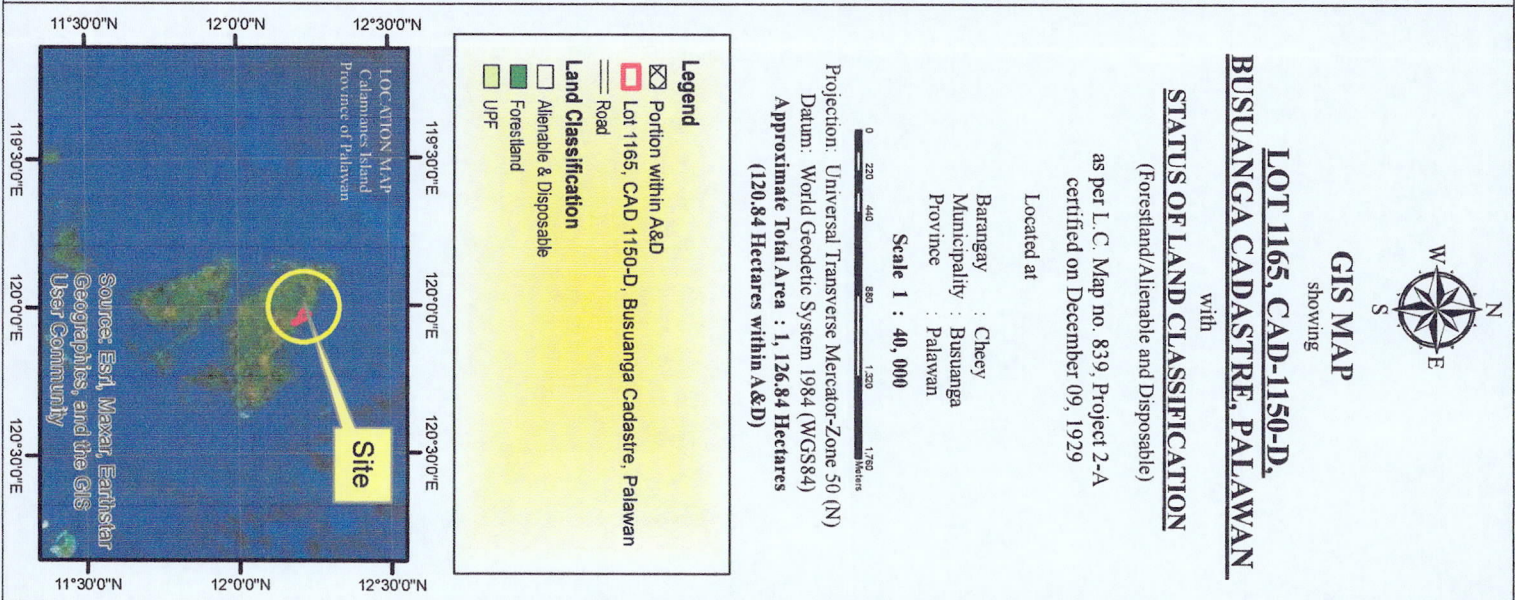 N
W
E
S
GIS MAP
showing
LOT 1165, CAD-1150-D,
BUSUANGA CADASTRE, PALAWAN
with
STATUS OF LAND CLASSIFICATION
(Forestland/Alienable and Disposable)
as per L.C. Map no. 839, Project 2-A
certified on December 09, 1929
Located at
Barangay : Cheey
Municipality : Busuanga
Province : Palawan
Scale 1 : 40, 000
0 220 440 880 1,320 1,760
Meters
Projection: Universal Transverse Mercator-Zone 50 (N)
Datum: World Geodetic System 1984 (WGS84)
Approximate Total Area : 1, 126.84 Hectares
(120.84 Hectares within A&D)
Legend
Portion within A&D
Lot 1165, CAD 1150-D, Busuanga Cadastre, Palawan
Road
Land Classification
Alienable & Disposable
Forestland
UPF
119°30'0"E 120°0'0"E 120°30'0"E
12°30'0"N 12°30'0"N
12°0'0"N 12°0'0"N
11°30'0"N 11°30'0"N
LOCATION MAP
Calamianes Island
Province of Palawan
Site
Source: Esri, Maxar, Earthstar
Geographics, and the GIS
User Community
119°30'0"E 120°0'0"E 120°30'0"E